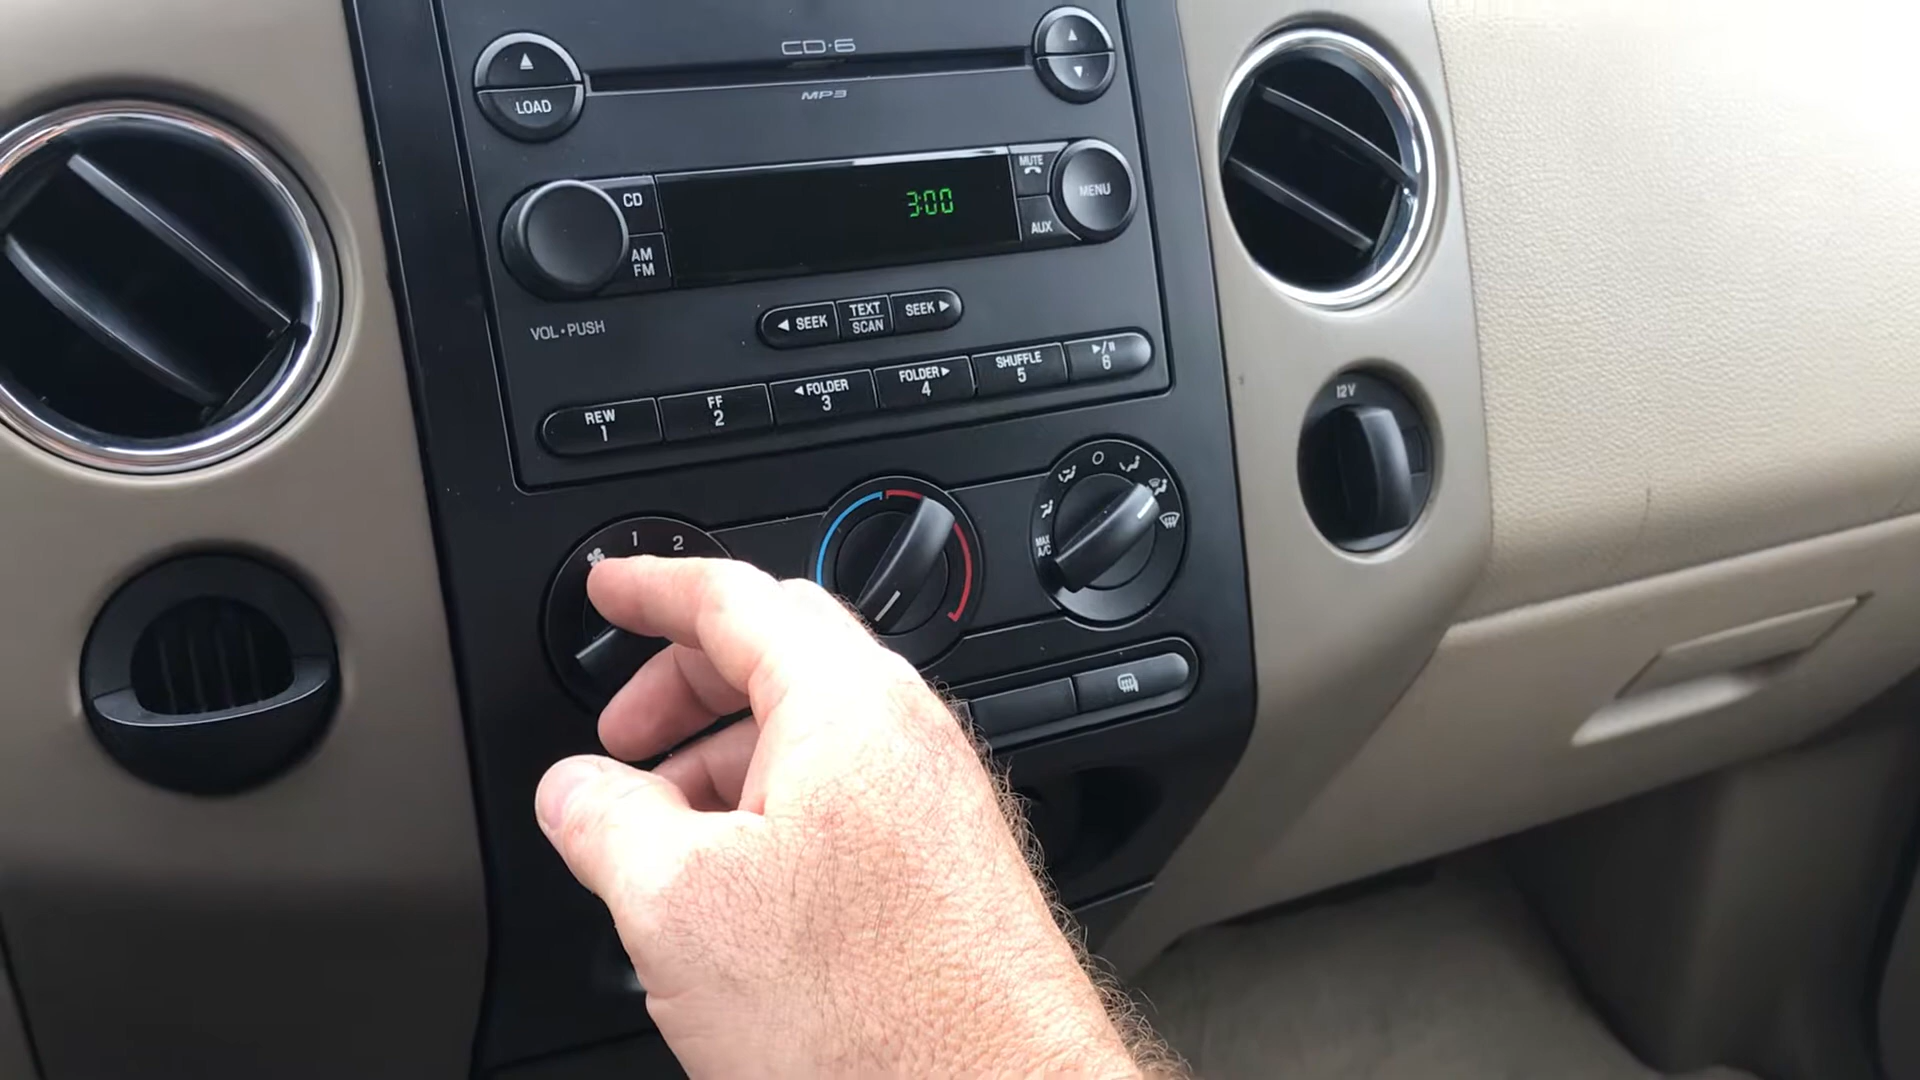 CD·6
LOAD
MP3
MUTE
CD
3:00
MENU
AM
FM
AUX
VOL•PUSH
SEEK
TEXT
SCAN
SEEK
REW
1
FF
2
FOLDER
3
FOLDER
4
SHUFFLE
5
6
12V
1
2
MAX
A/C